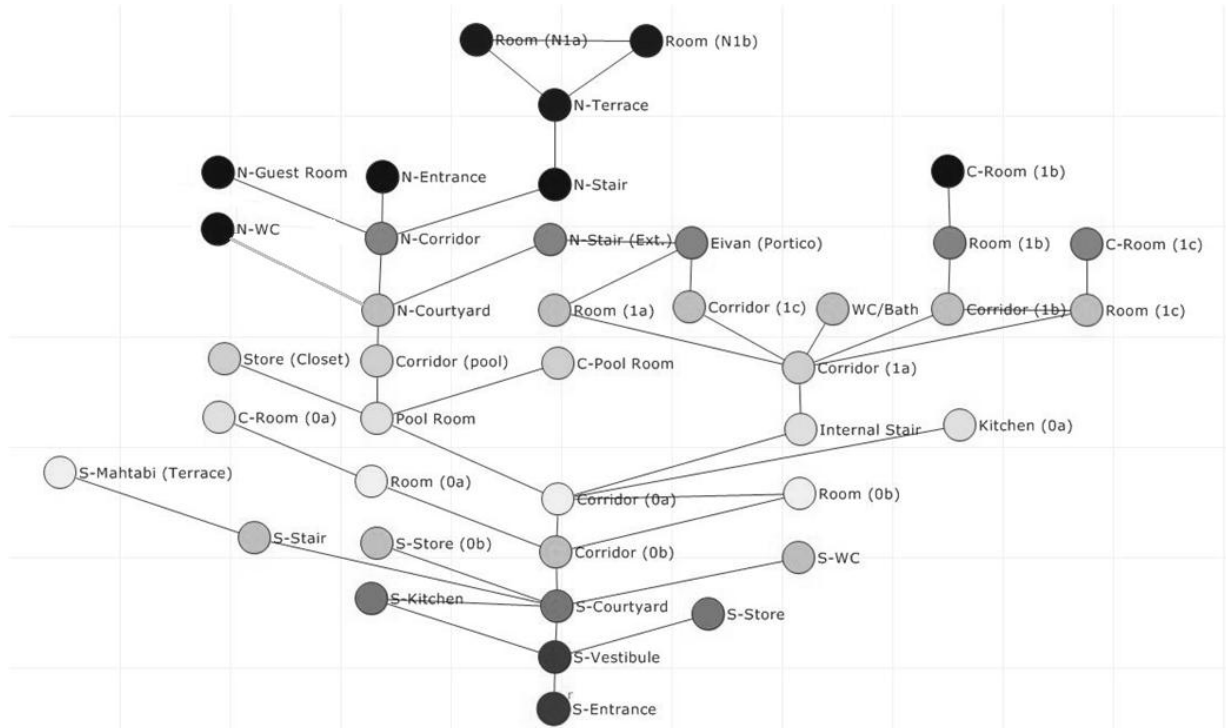 Room (N1a)
Room (N1b)
N-Terrace
N-Guest Room
N-Entrance
N-Stair
C-Room (1b)
N-WC
N-Corridor
N-Stair (Ext.)
Eivan (Portico)
Room (1b)
C-Room (1c)
N-Courtyard
Room (1a)
Corridor (1c)
WC/Bath
Corridor (1b)
Room (1c)
Store (Closet)
Corridor (pool)
C-Pool Room
Corridor (1a)
C-Room (0a)
Pool Room
Internal Stair
Kitchen (0a)
S-Mahtabi (Terrace)
Room (0a)
Corridor (0a)
Room (0b)
S-Stair
S-Store (0b)
Corridor (0b)
S-WC
S-Kitchen
S-Courtyard
S-Store
S-Vestibule
r
S-Entrance